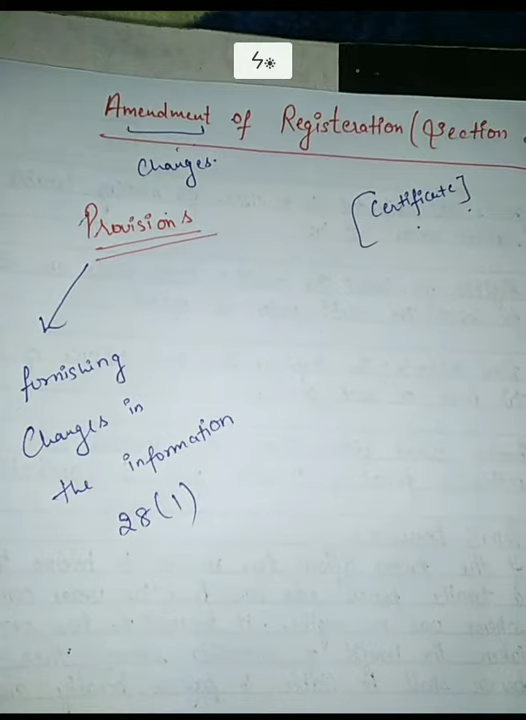 Amendment of Registeration (Section
Changes.
[Certificate]
Provisions
furnishing
Changes in
the information
28(1)